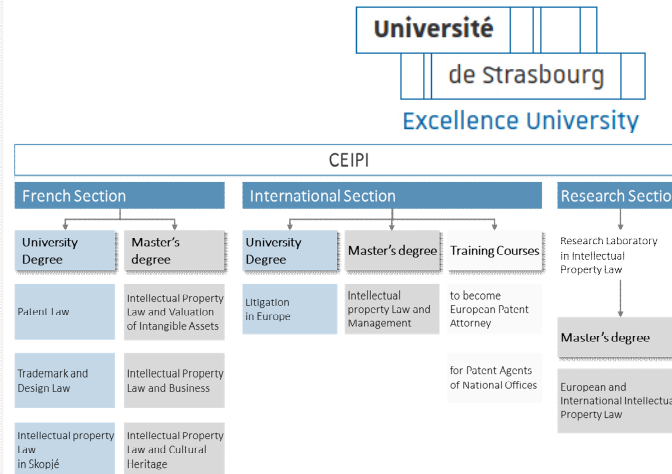 Université
de Strasbourg
Excellence University
CEIPI
French Section
International Section
Research Sectio
University
Degree
Master's
degree
University
Degree
Master's degree
Training Courses
Research Laboratory
in Intellectual
Property Law
Patent Law
Intellectual Property
Law and Valuation
of Intangible Assets
Litigation
in Europe
Intellectual
property Law and
Management
to become
European Patent
Attorney
Master's degree
Trademark and
Design Law
Intellectual Property
Law and Business
for Patent Agents
of National Offices
European and
International Intellectua
Property Law
Intellectual property
Law
in Skopjé
Intellectual Property
Law and Cultural
Heritage